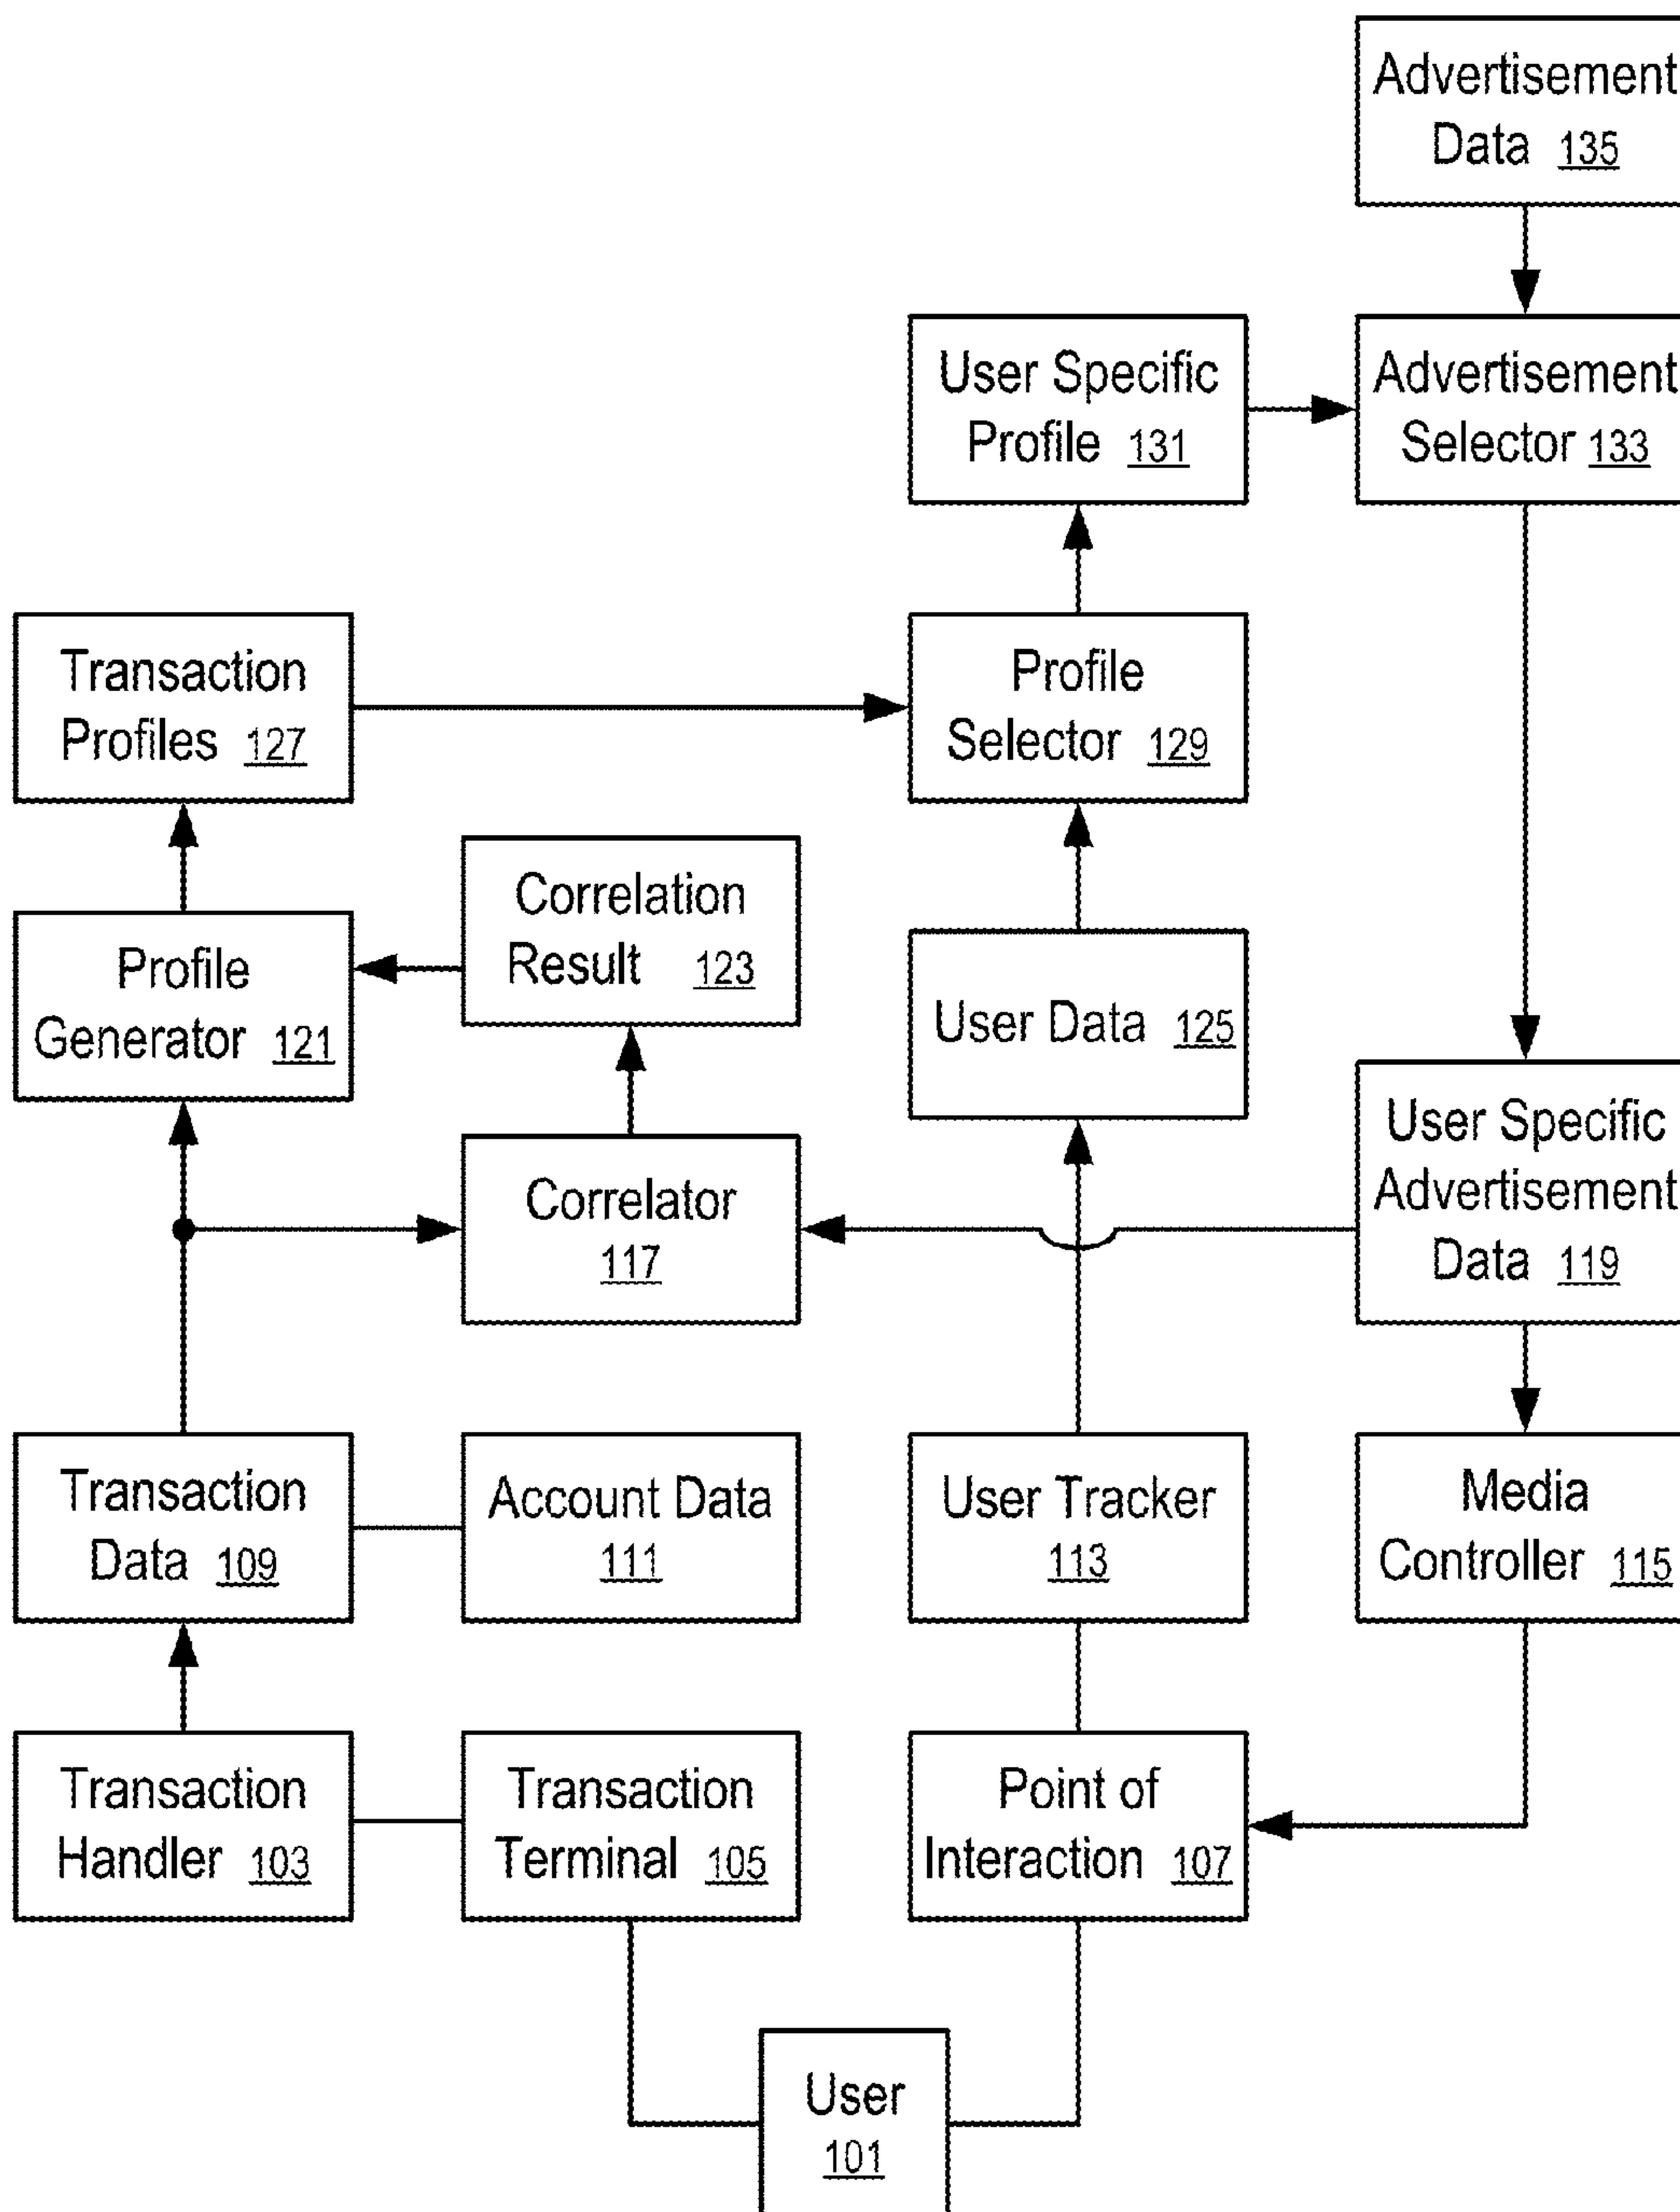 Advertisement
Data 135
User Specific
Profile 131
Advertisement
Selector 133
Transaction
Profiles 127
Profile
Selector 129
Correlation
Result 123
Profile
Generator 121
User Data 125
User Specific
Advertisement
Data 119
Correlator
117
Transaction
Data 109
Account Data
111
User Tracker
113
Media
Controller 115
Transaction
Handler 103
Transaction
Terminal 105
Point of
Interaction 107
User
101